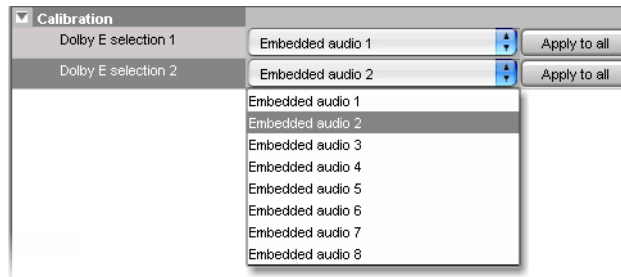 Calibration
Dolby E selection 1 Embedded audio 1 Apply to all
Dolby E selection 2 Embedded audio 2 Apply to all
Embedded audio 1
Embedded audio 2
Embedded audio 3
Embedded audio 4
Embedded audio 5
Embedded audio 6
Embedded audio 7
Embedded audio 8